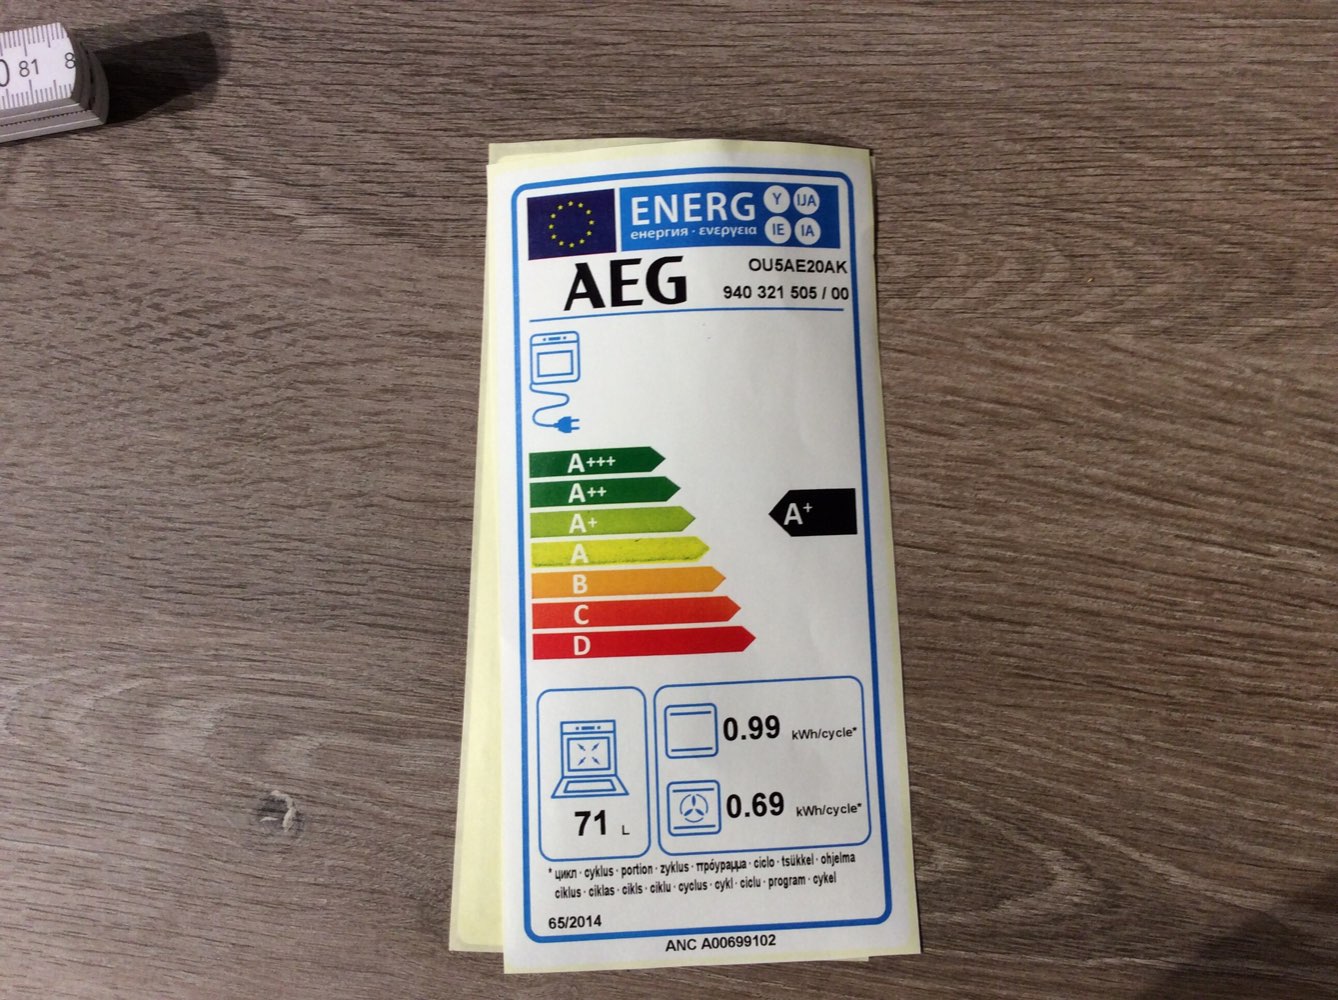 81
ENERG
Y
IJA
енергия · ενεργεια
IE
IA
AEG
OU5AE20AK
940 321 505 / 00
A+++
A++
A+
A
B
C
D
A+
0.99 kWh/cycle*
0.69 kWh/cycle*
71 L
* цикл · cyklus · portion · zyklus · πρόγραμμα · ciclo · tsükkel · ohjelma
ciklus · ciklas · cikls · ciklu · cyclus · cykl · ciclu · program · cykel
65/2014
ANC A00699102